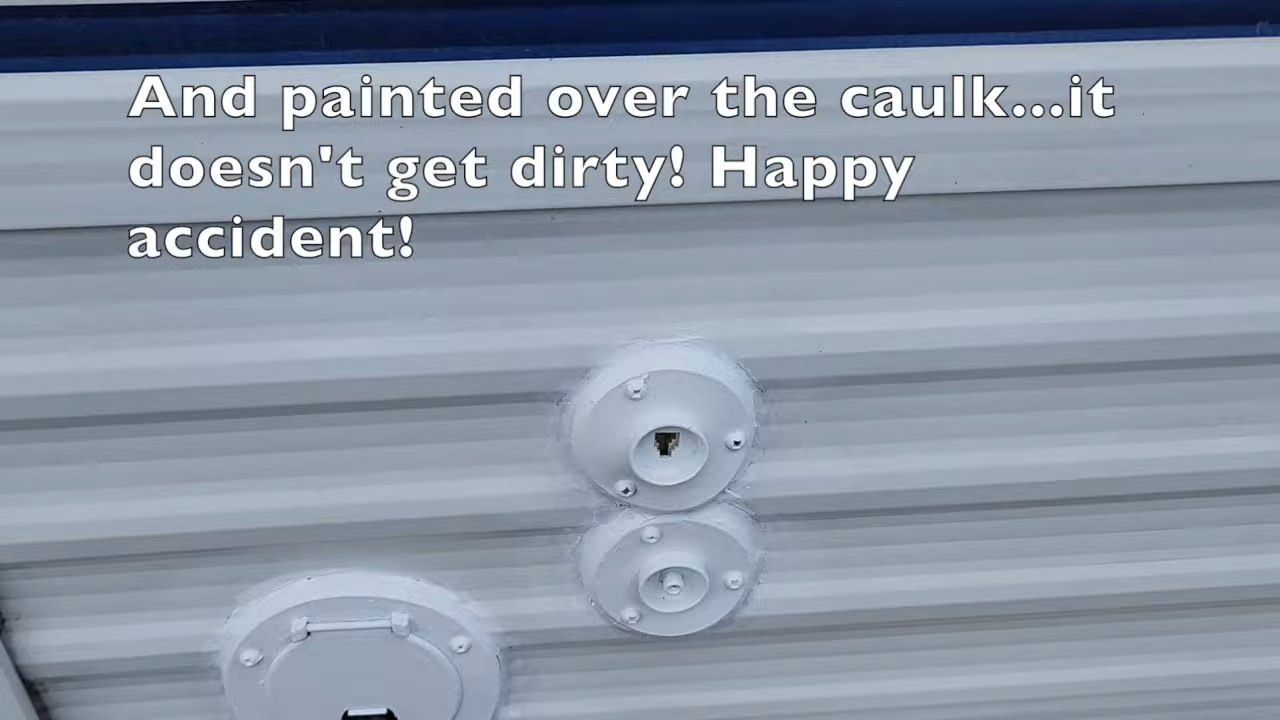 And painted over the caulk...it
doesn't get dirty! Happy
accident!